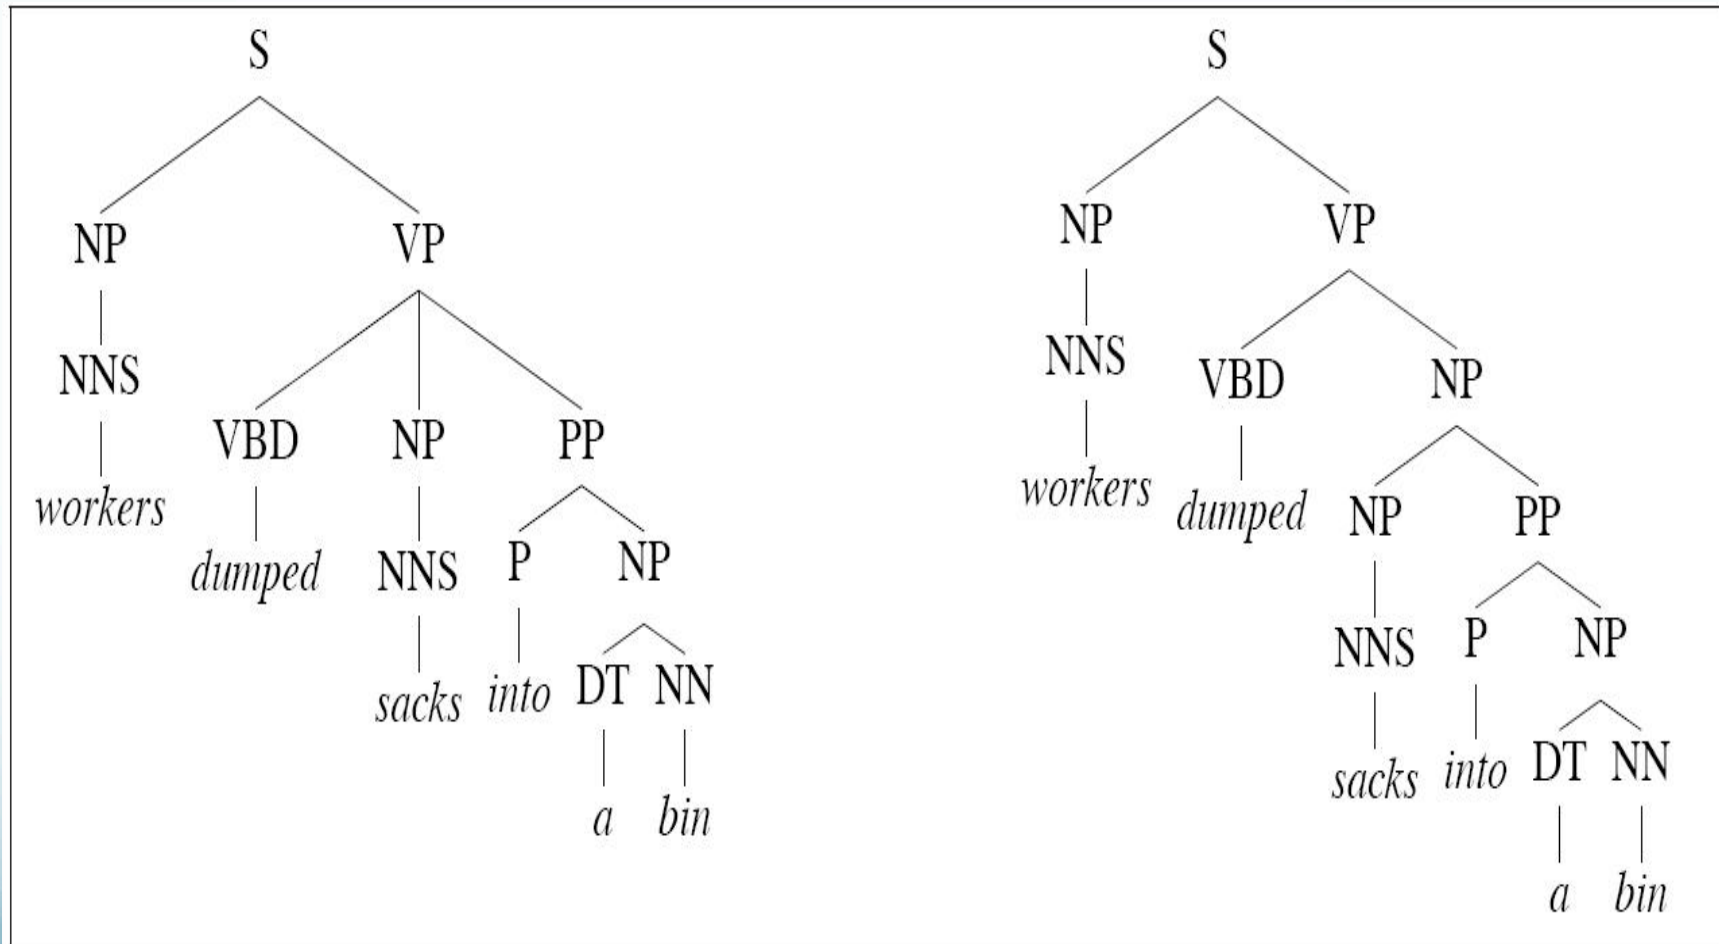 S S
NP VP NP VP
NNS NNS
VBD NP PP VBD NP
workers workers
dumped
NP PP
dumped NNS P NP
NNS P NP
sacks into DT NN
sacks into DT NN
a bin
a bin